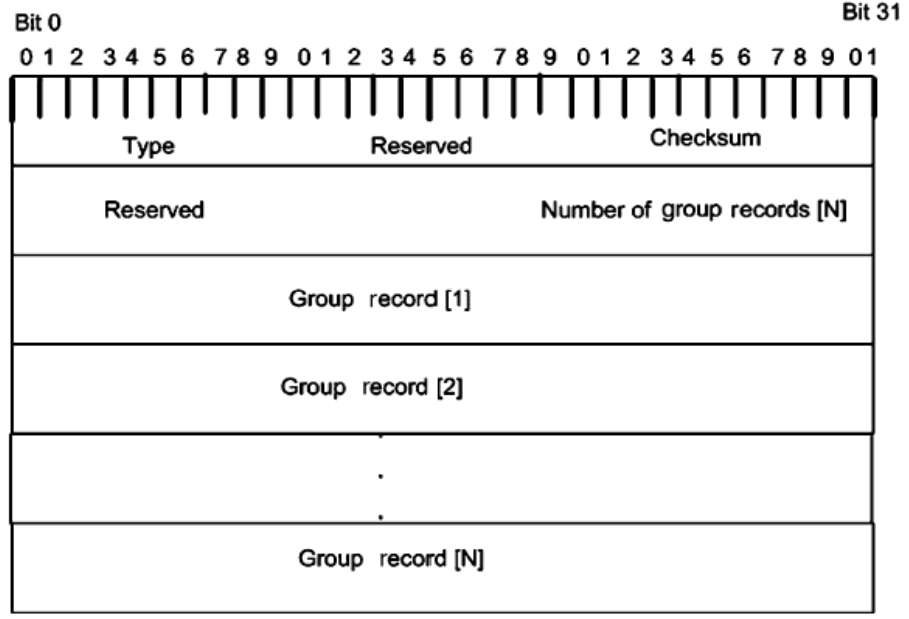 Bit 0 Bit 31
0 1 2 3 4 5 6 7 8 9 0 1 2 3 4 5 6 7 8 9 0 1 2 3 4 5 6 7 8 9 0 1
Type Reserved Checksum
Reserved Number of group records [N]
Group record [1]
Group record [2]
.
.
.
Group record [N]